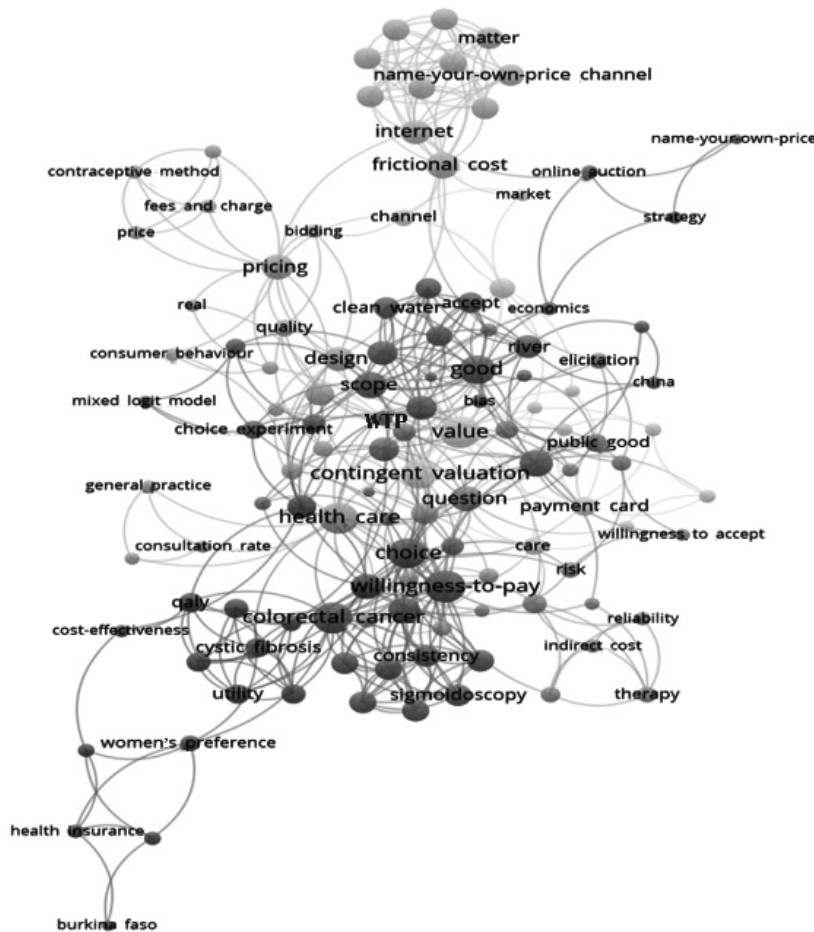 matter
name-your-own-price channel
internet
name-your-own-price
frictional cost
contraceptive method
online auction
market
fees and charge
channel
strategy
price
bidding
pricing
real
clean water
accept
economics
quality
river
consumer behaviour
design
good
elicitation
scope
china
mixed logit model
bias
WTP
choice experiment
value
public good
contingent valuation
general practice
question
payment card
health care
willingness to accept
consultation rate
choice
care
risk
willingness-to-pay
qaly
colorectal cancer
reliability
cost-effectiveness
cystic fibrosis
indirect cost
consistency
utility
sigmoidoscopy
therapy
women's preference
health insurance
burkina faso